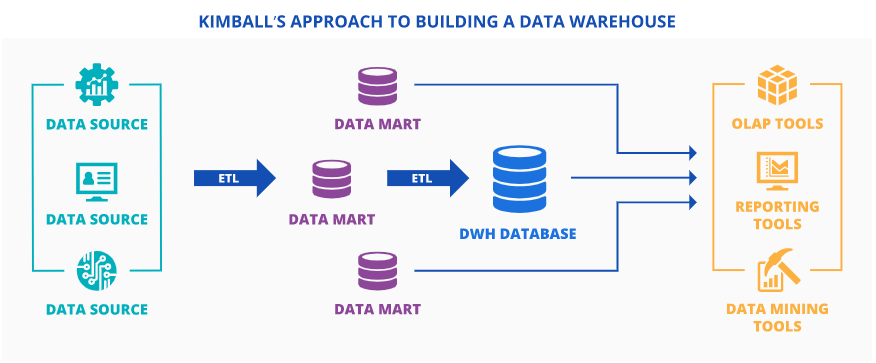 KIMBALL'S APPROACH TO BUILDING A DATA WAREHOUSE
DATA SOURCE
DATA SOURCE
DATA SOURCE
ETL
DATA MART
DATA MART
DATA MART
ETL
DWH DATABASE
OLAP TOOLS
REPORTING
TOOLS
DATA MINING
TOOLS